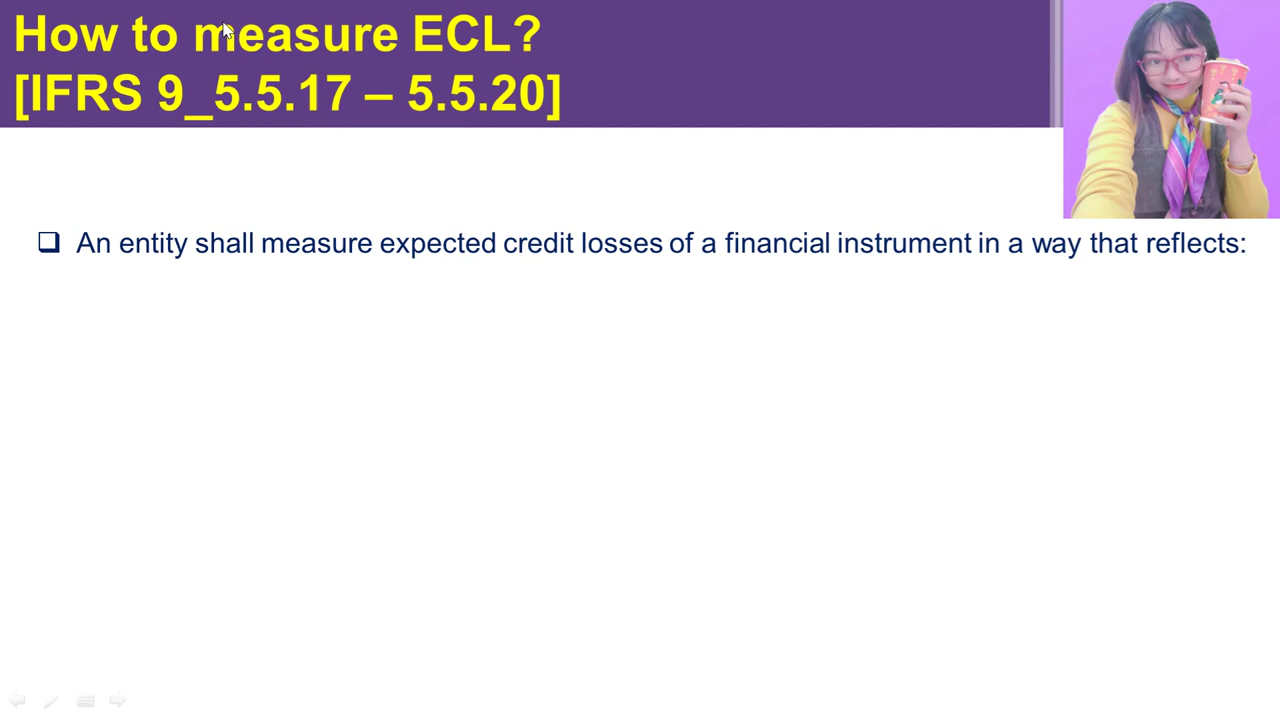 How to measure ECL?
[IFRS 9_5.5.17 – 5.5.20]
An entity shall measure expected credit losses of a financial instrument in a way that reflects: